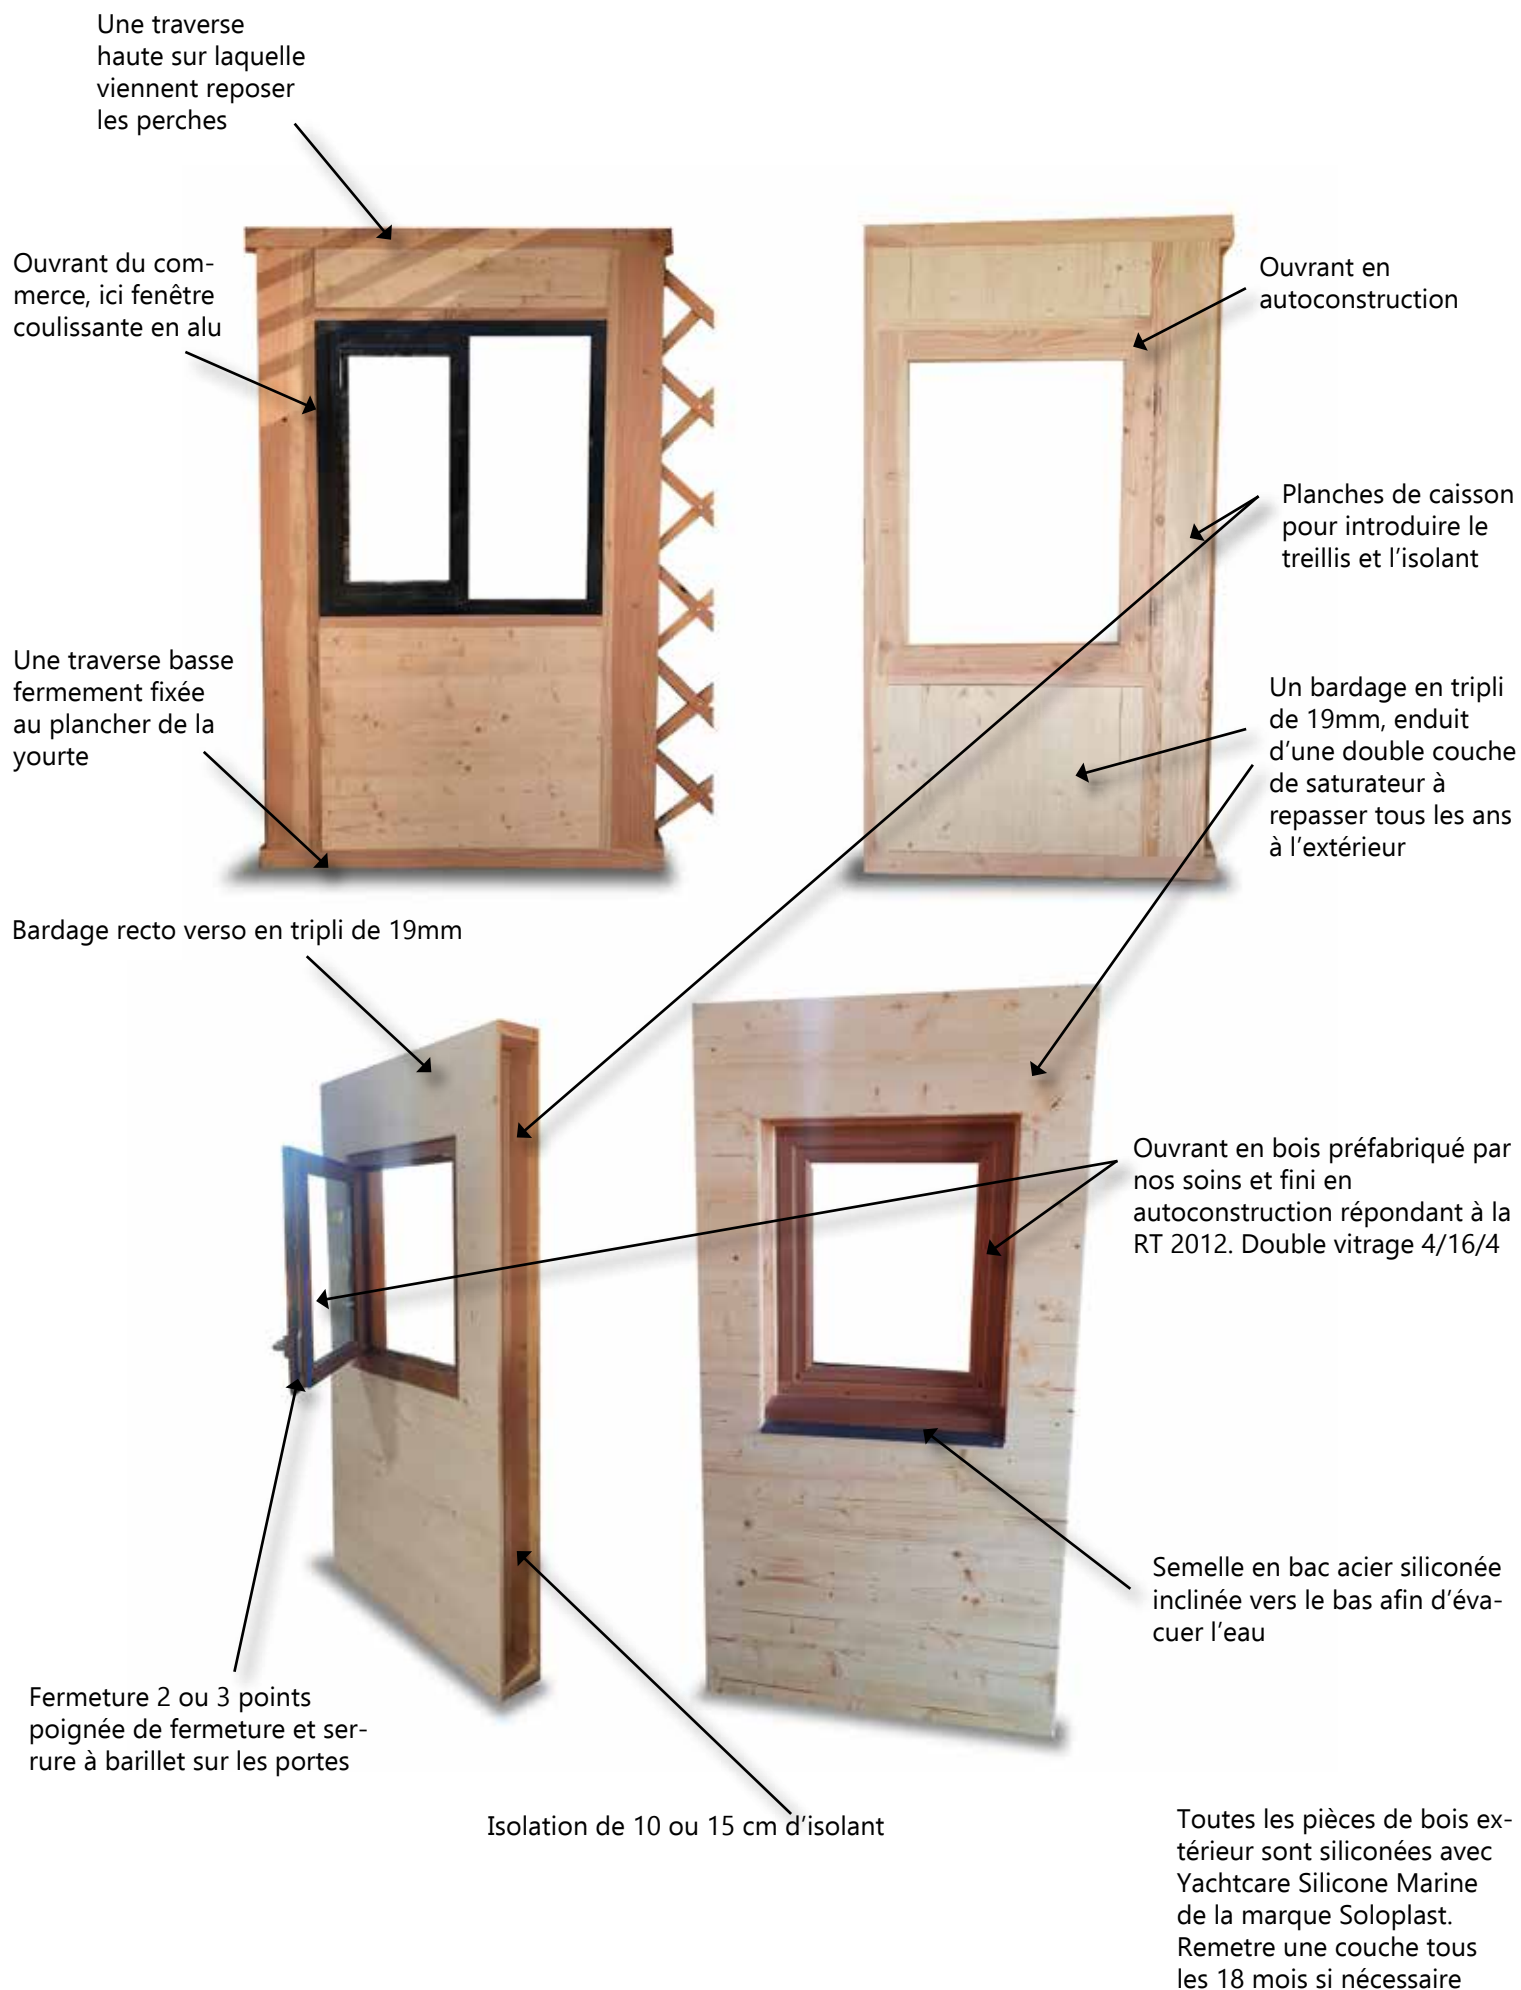 Une traverse
haute sur laquelle
viennent reposer
les perches
Ouvrant du com-
merce, ici fenêtre
coulissante en alu
Ouvrant en
autoconstruction
Planches de caisson
pour introduire le
treillis et l'isolant
Une traverse basse
fermement fixée
au plancher de la
yourte
Un bardage en tripli
de 19mm, enduit
d'une double couche
de saturateur à
repasser tous les ans
à l'extérieur
Bardage recto verso en tripli de 19mm
Ouvrant en bois préfabriqué par
nos soins et fini en
autoconstruction répondant à la
RT 2012. Double vitrage 4/16/4
Semelle en bac acier siliconée
inclinée vers le bas afin d'éva-
cuer l'eau
Fermeture 2 ou 3 points
poignée de fermeture et ser-
rure à barillet sur les portes
Isolation de 10 ou 15 cm d'isolant
Toutes les pièces de bois ex-
térieur sont siliconées avec
Yachtcare Silicone Marine
de la marque Soloplast.
Remetre une couche tous
les 18 mois si nécessaire